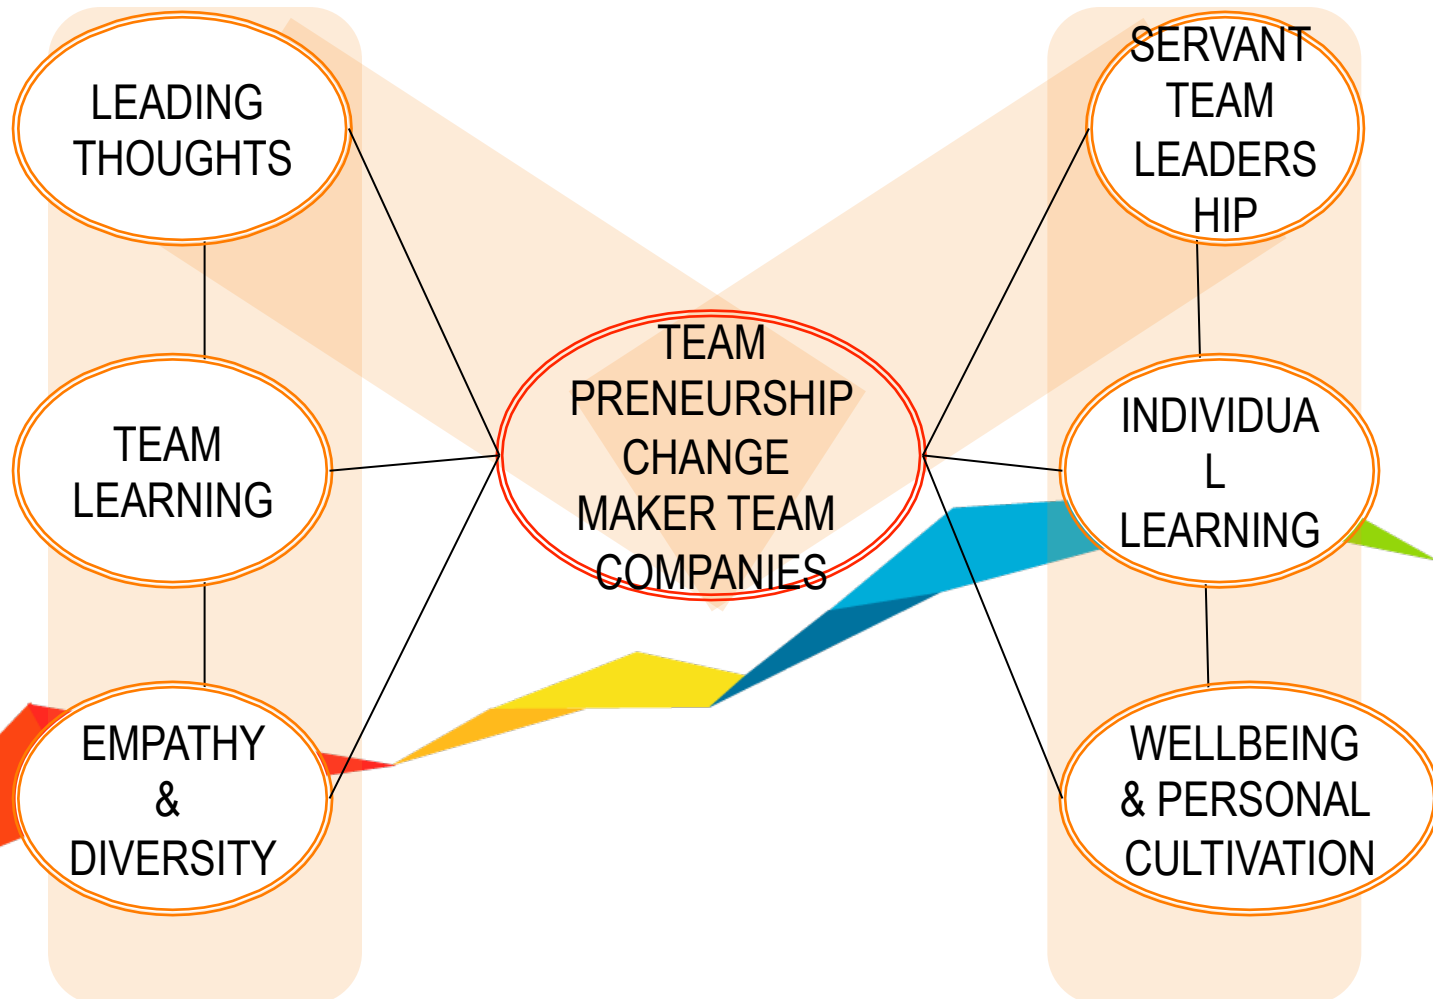 LEADING
THOUGHTS
TEAM
LEARNING
EMPATHY
&
DIVERSITY
TEAM
PRENEURSHIP
CHANGE
MAKER TEAM
COMPANIES
SERVANT
TEAM
LEADERS
HIP
INDIVIDUA
L
LEARNING
WELLBEING
& PERSONAL
CULTIVATION